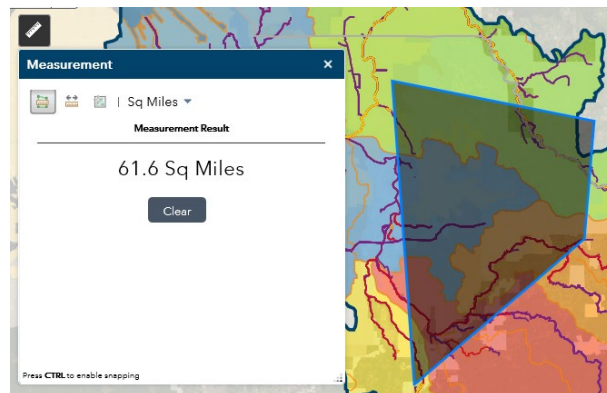 Measurement
Sq Miles
Measurement Result
61.6 Sq Miles
Clear
Press CTRL to enable snapping